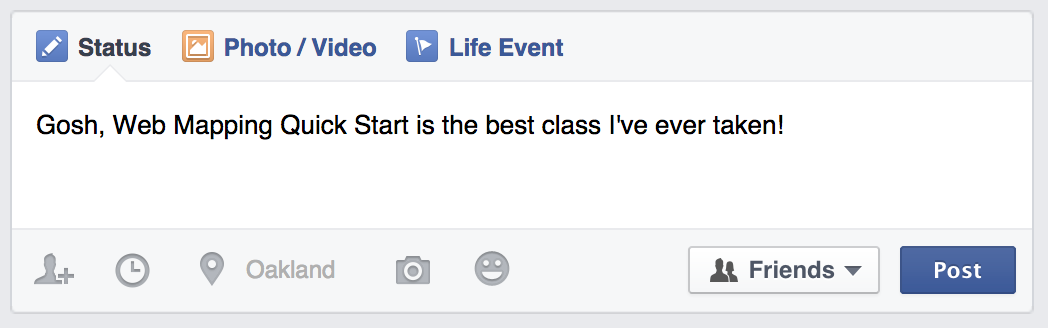 Status Photo / Video Life Event
Gosh, Web Mapping Quick Start is the best class I've ever taken!
Oakland Friends Post